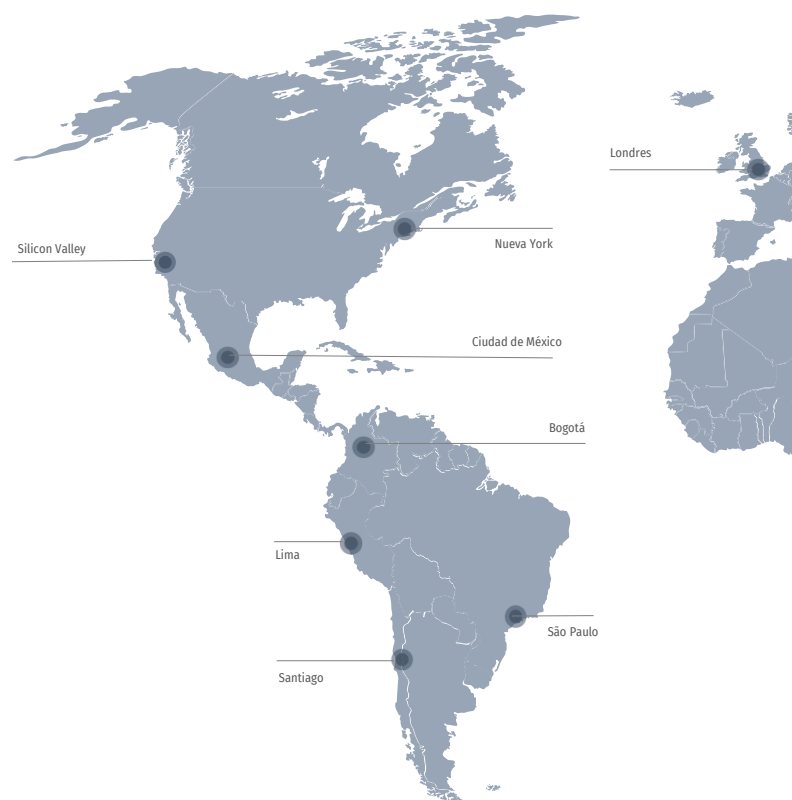 Londres
Nueva York
Silicon Valley
Ciudad de México
Bogotá
Lima
São Paulo
Santiago